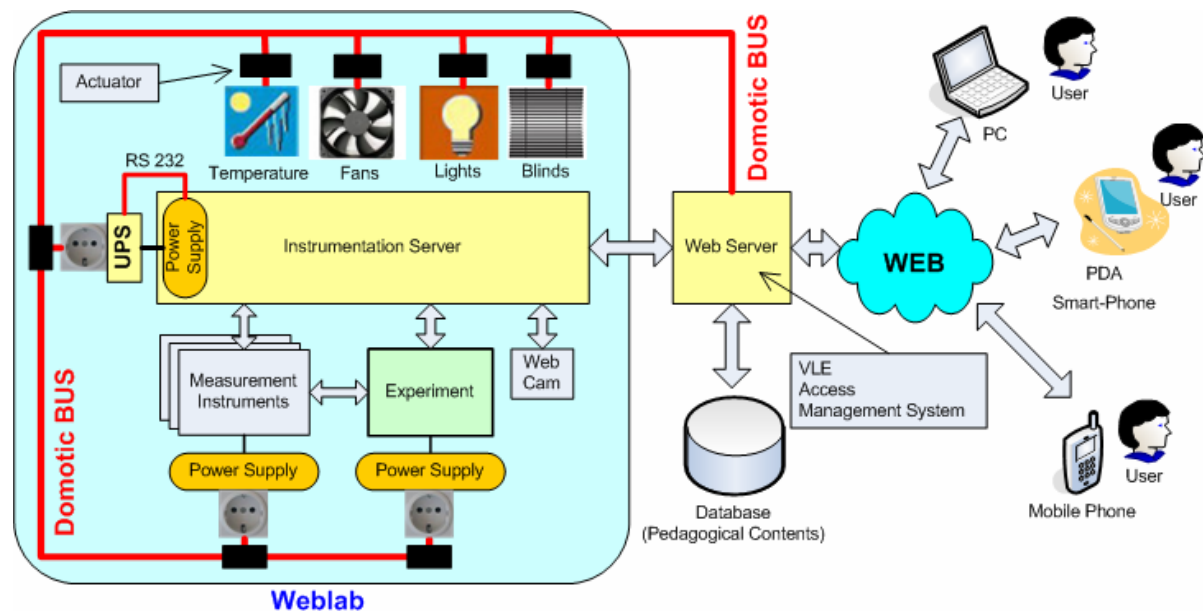 Domotic BUS
Actuator
Temperature
Fans
Lights
Blinds
RS 232
UPS
Power
Supply
Instrumentation Server
Web Server
WEB
PC
User
User
PDA
Smart-Phone
User
Mobile Phone
VLE
Access
Management System
Measurement
Instruments
Experiment
Web
Cam
Power Supply
Power Supply
Database
(Pedagogical Contents)
Domotic BUS
Weblab